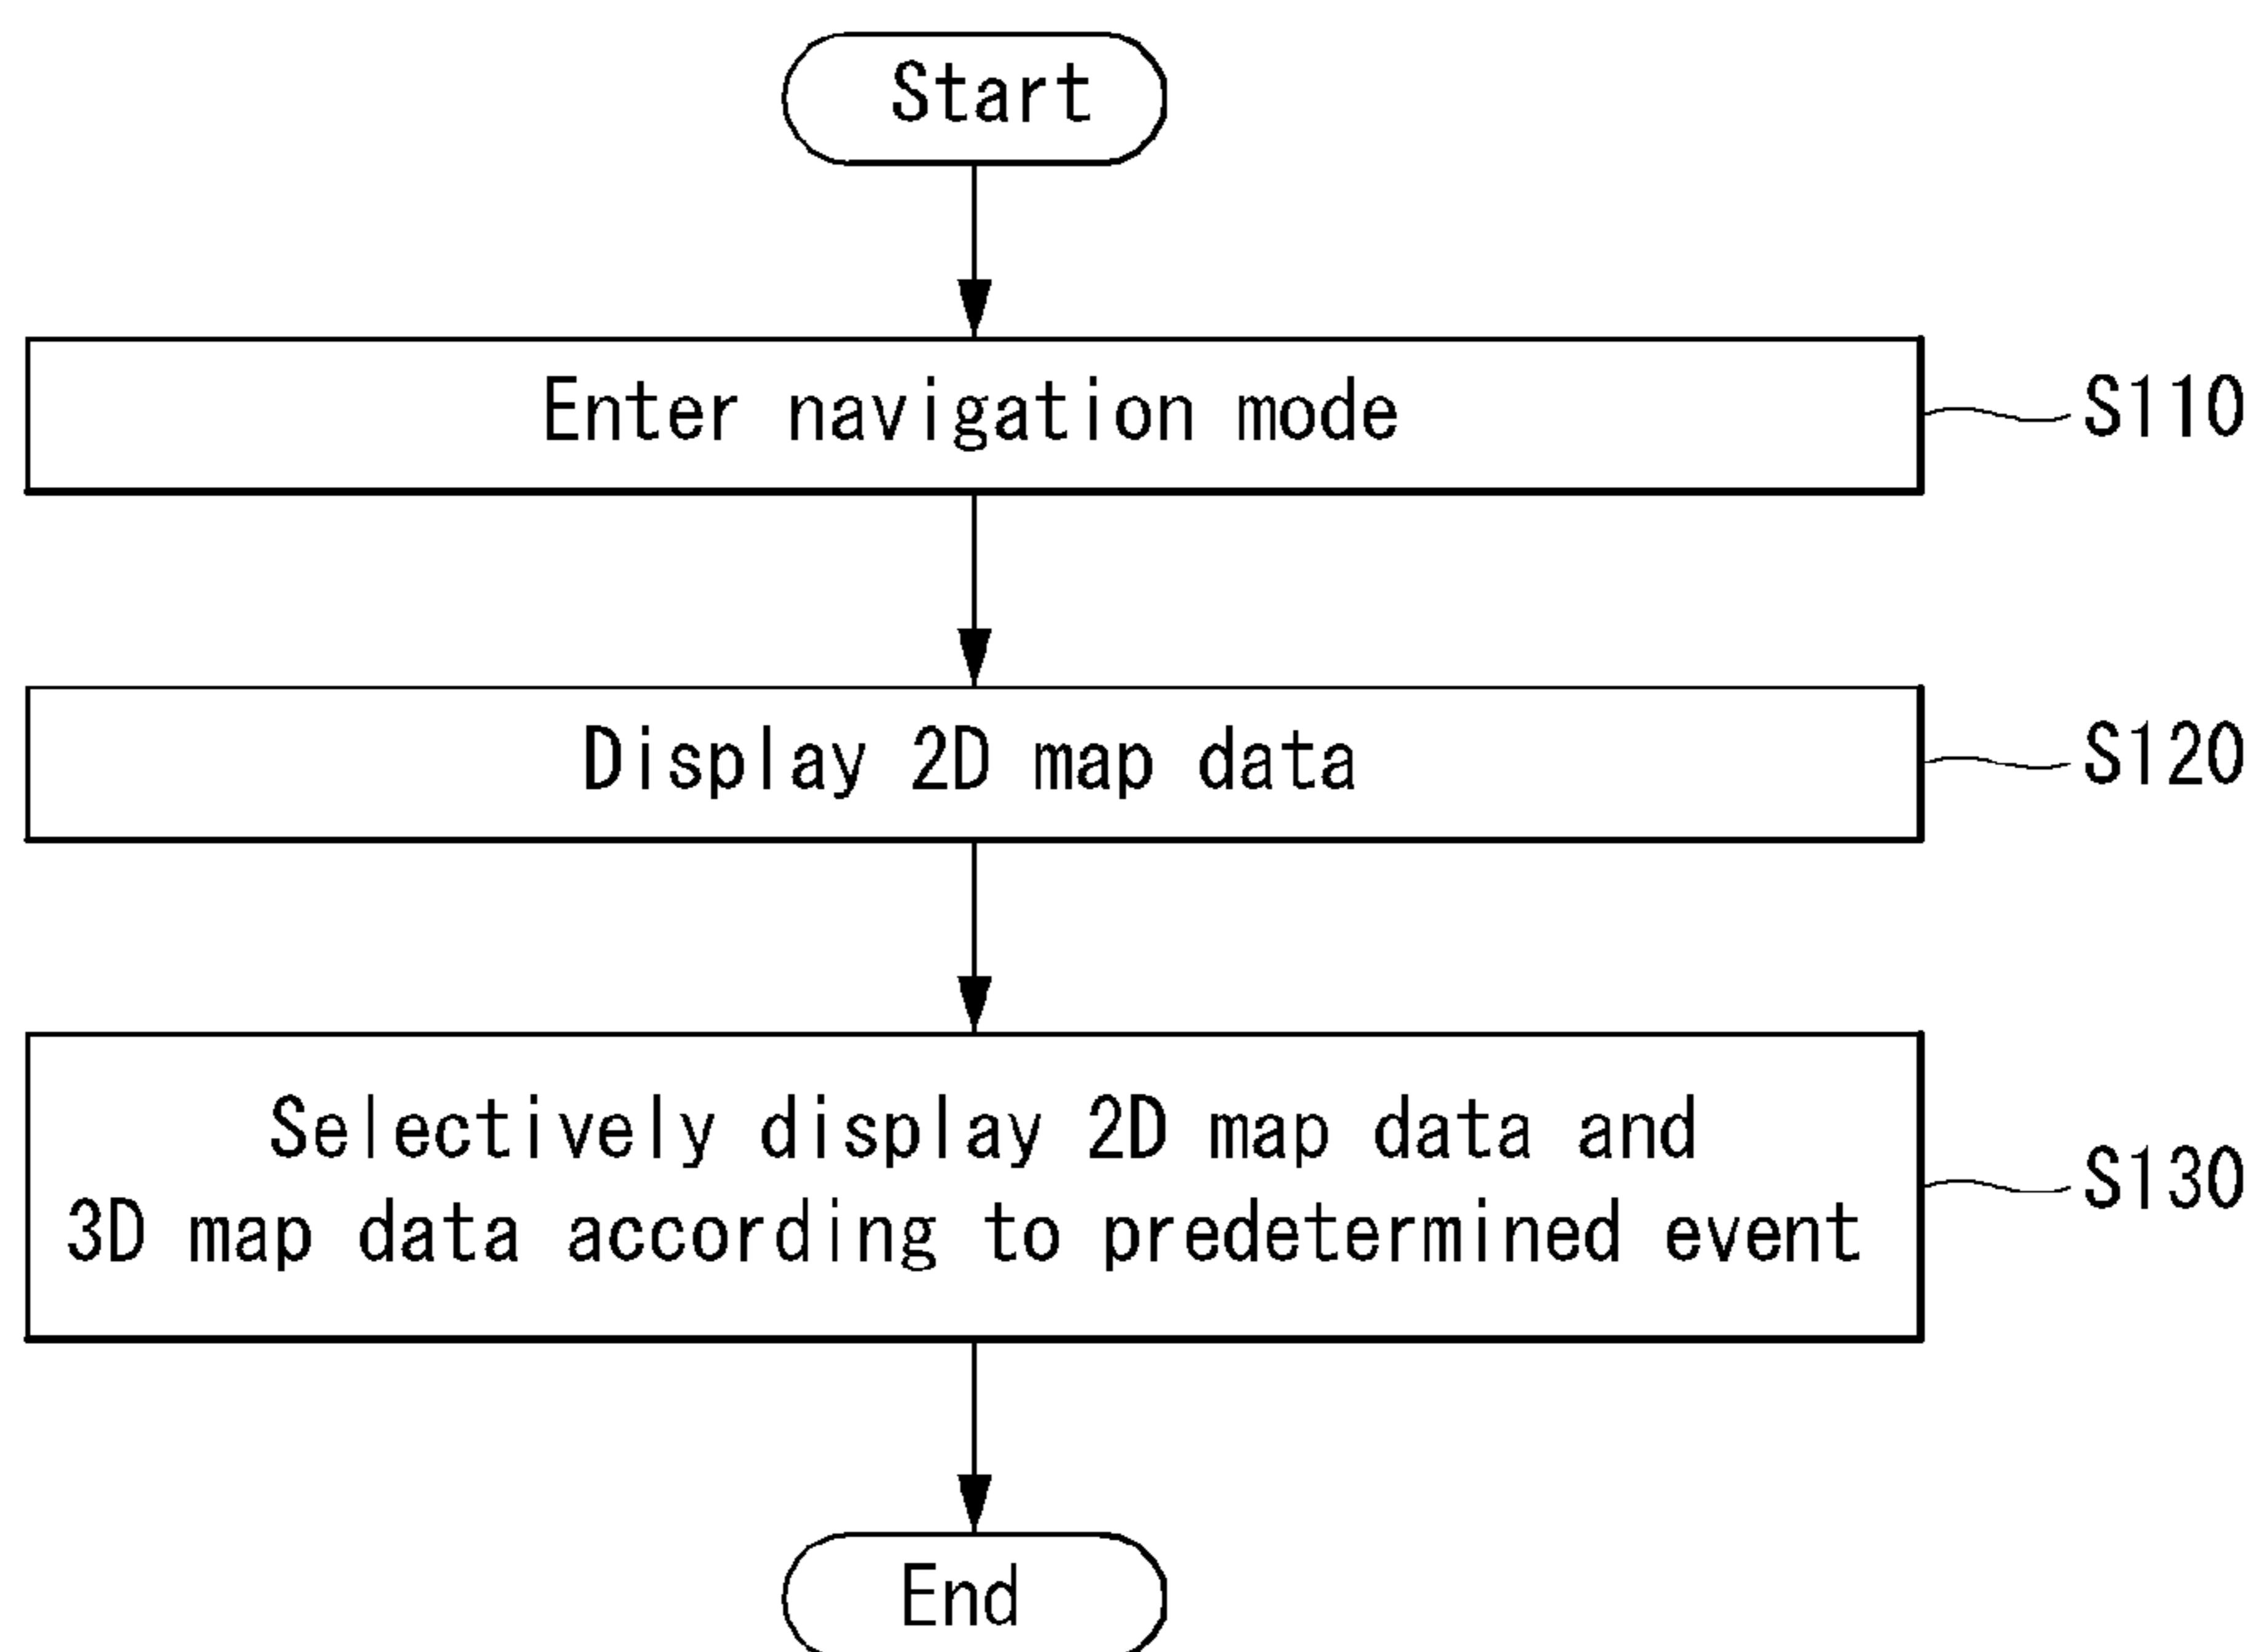 Start
Enter navigation mode
S110
Display 2D map data
S120
Selectively display 2D map data and
3D map data according to predetermined event
S130
End